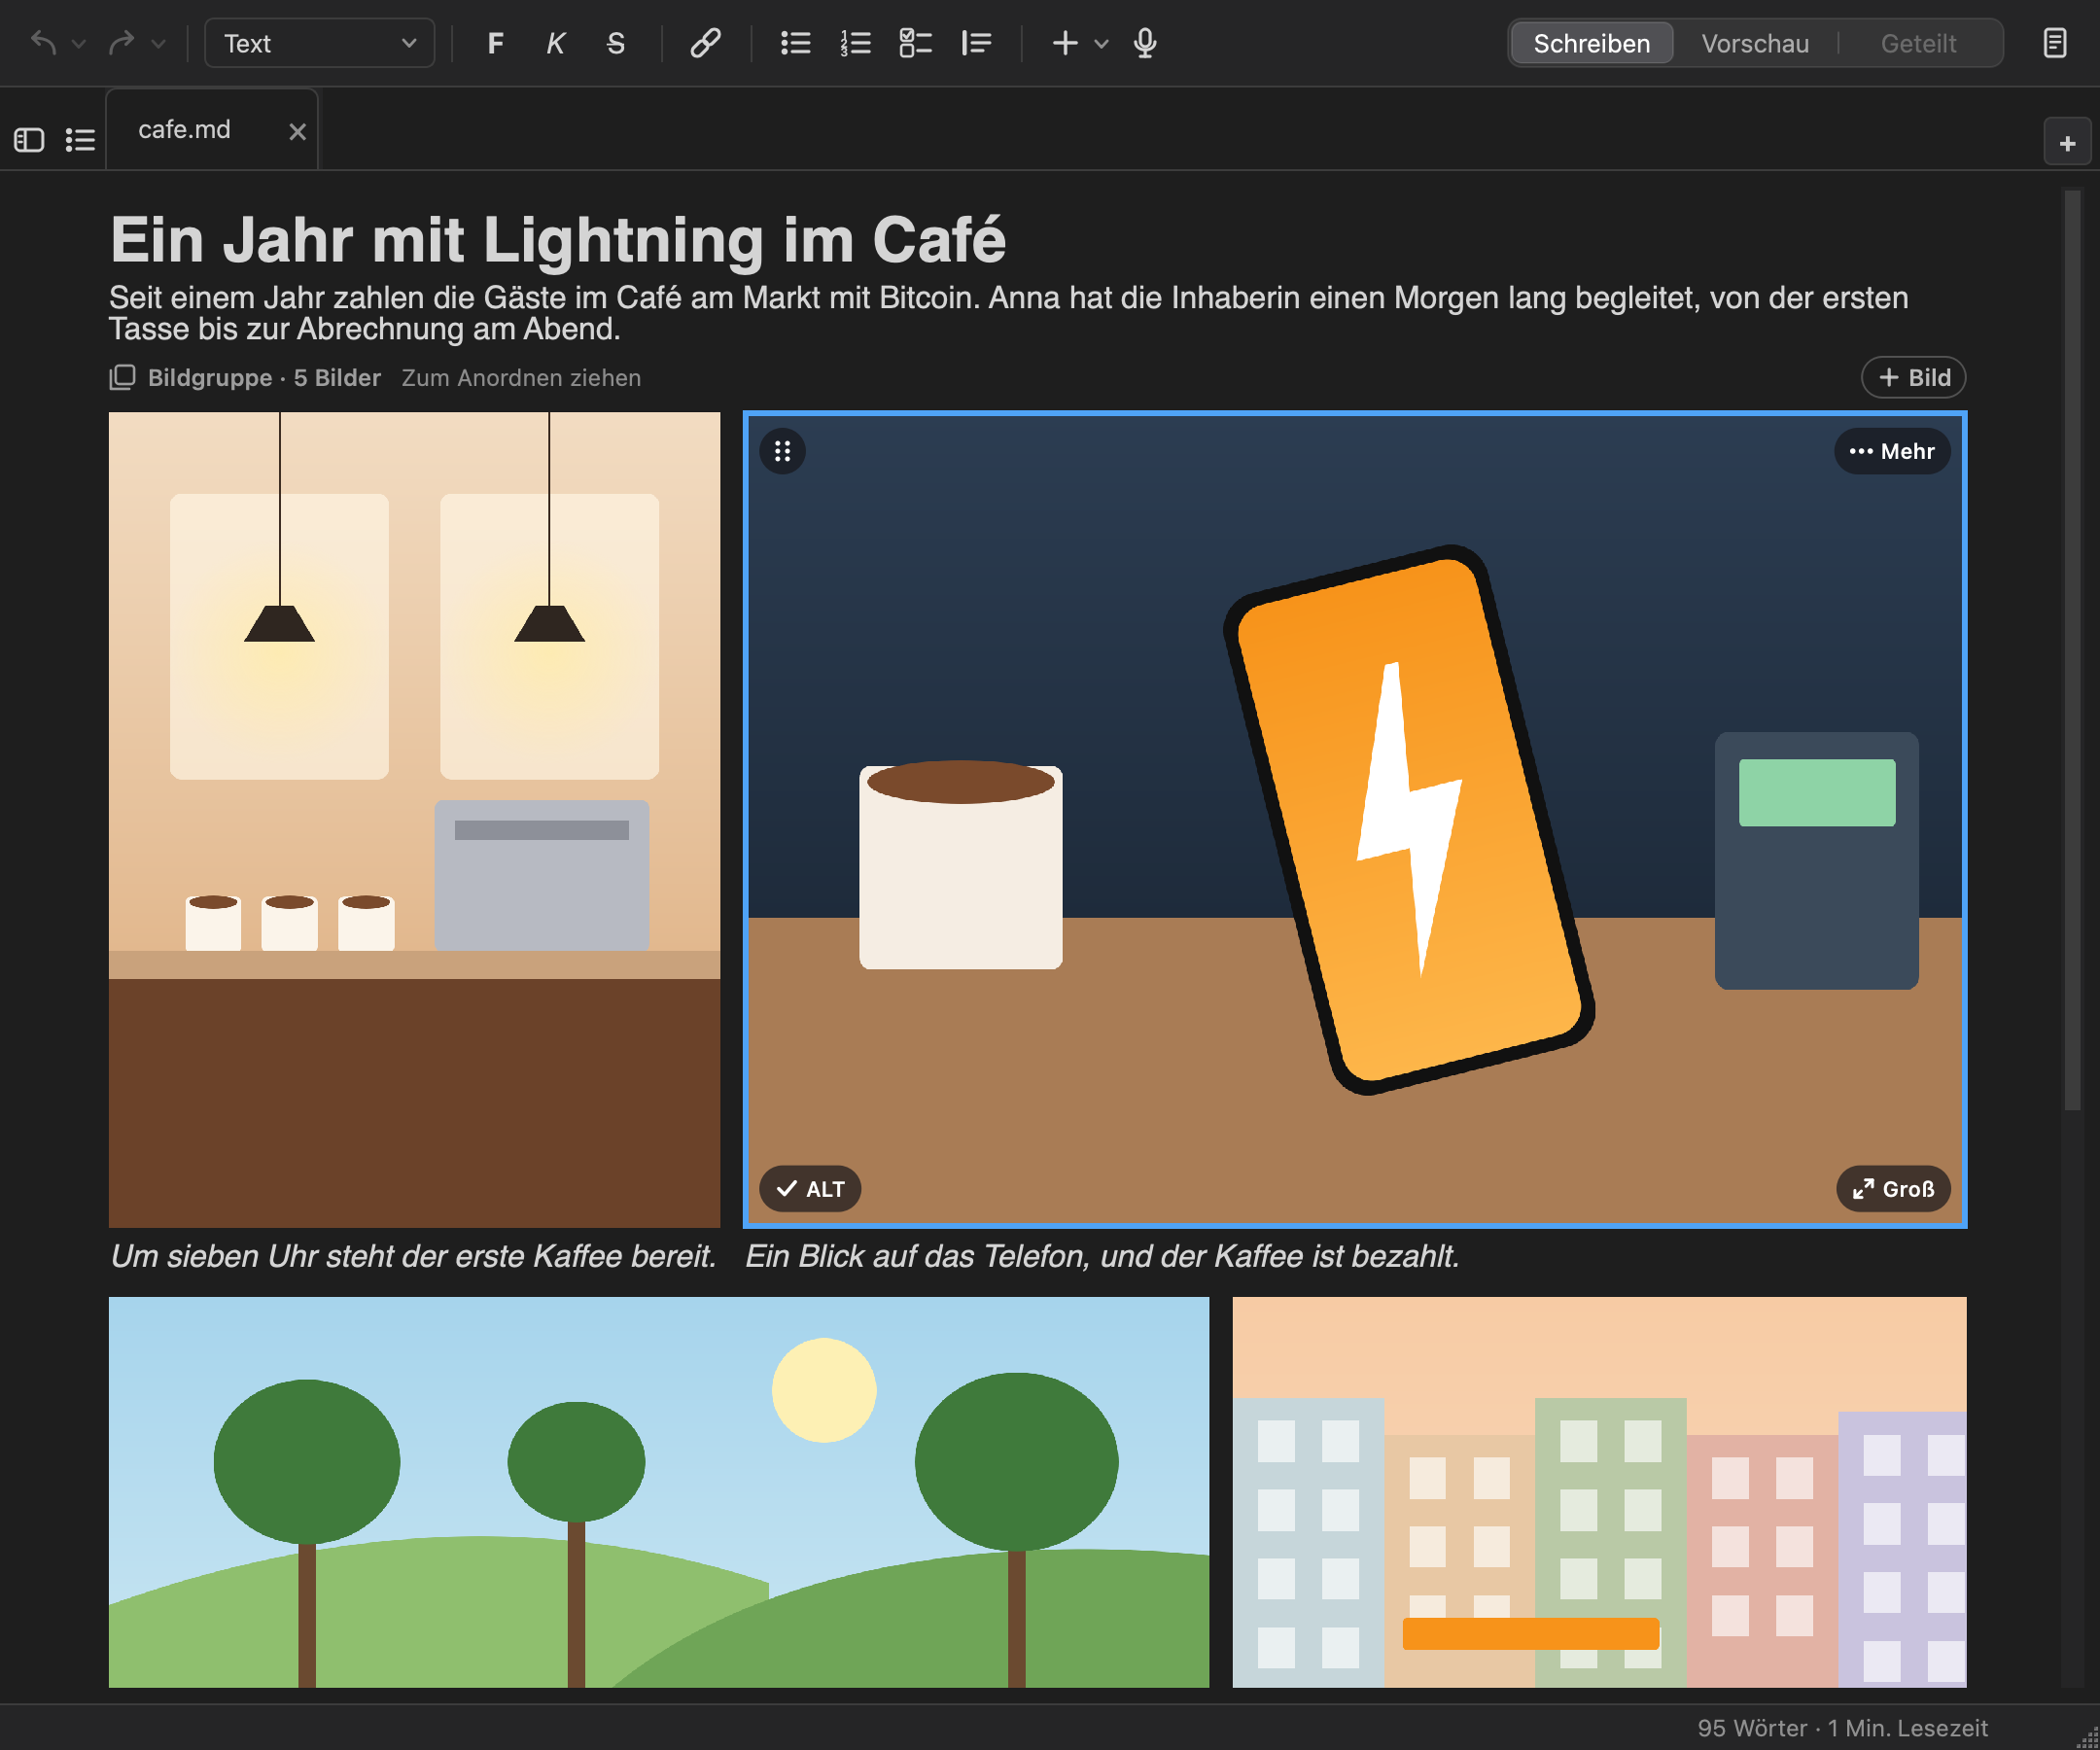 Text
F
K
S
Schreiben
Vorschau
Geteilt
cafe.md
Ein Jahr mit Lightning im Café
Seit einem Jahr zahlen die Gäste im Café am Markt mit Bitcoin. Anna hat die Inhaberin einen Morgen lang begleitet, von der ersten
Tasse bis zur Abrechnung am Abend.
Bildgruppe · 5 Bilder Zum Anordnen ziehen
+ Bild
••• Mehr
ALT
Groß
Um sieben Uhr steht der erste Kaffee bereit.
Ein Blick auf das Telefon, und der Kaffee ist bezahlt.
95 Wörter · 1 Min. Lesezeit